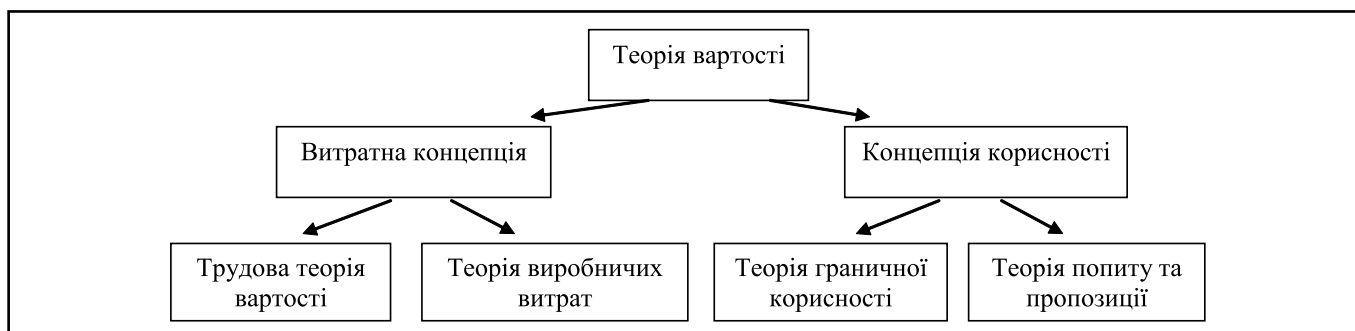 Теорія вартості
Витратна концепція
Концепція корисності
Трудова теорія
вартості
Теорія виробничих
витрат
Теорія граничної
корисності
Теорія попиту та
пропозиції